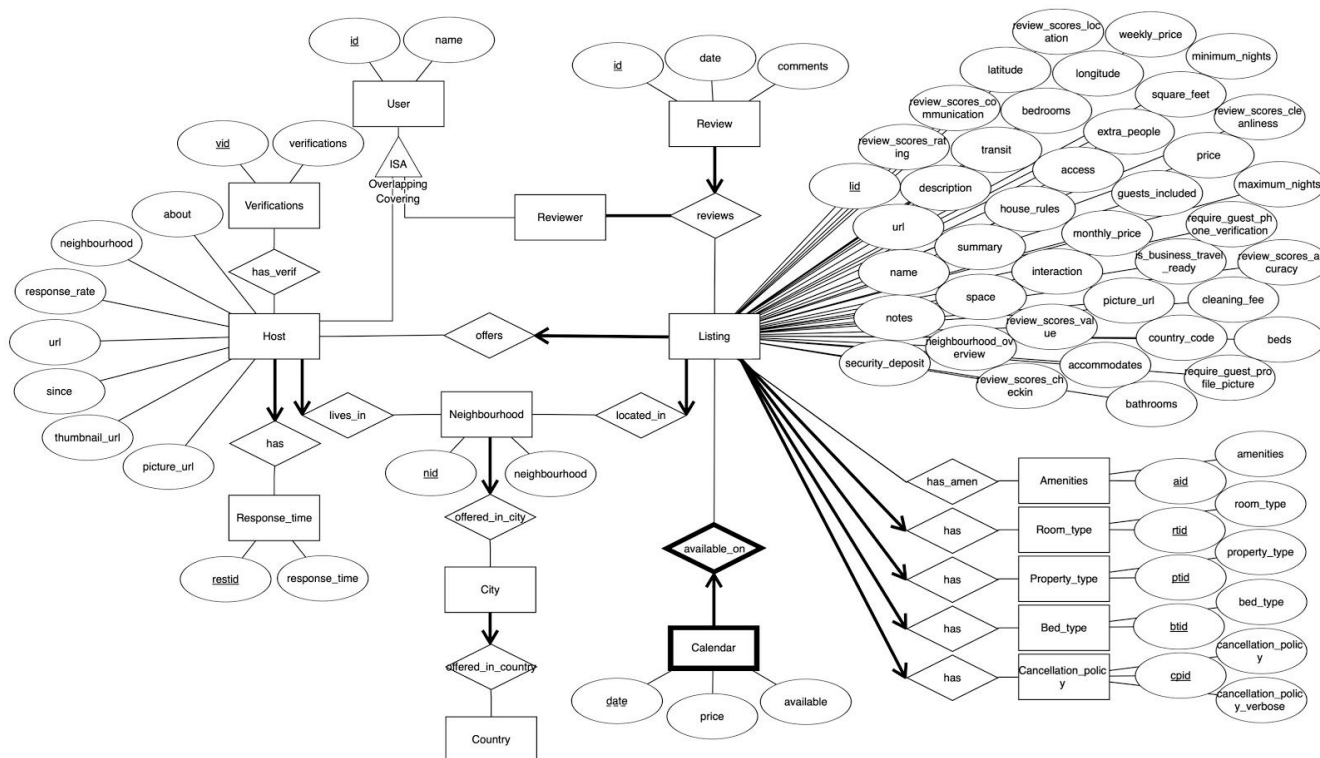 id
name
User
ISA
Overlapping
Covering
vid
verifications
Verifications
about
neighbourhood
has_verif
response_rate
Host
url
since
thumbnail_url
picture_url
has
Response_time
restid
response_time
lives_in
offers
id
date
comments
Review
Reviewer
reviews
Listing
Neighbourhood
nid
neighbourhood
located_in
offered_in_city
City
offered_in_country
Country
available_on
Calendar
date
price
available
review_scores_loc
ation
weekly_price
minimum_nights
latitude
longitude
square_feet
review_scores_co
mmunication
bedrooms
review_scores_cle
anliness
extra_people
review_scores_rat
ing
transit
price
access
lid
description
maximum_nights
guests_included
house_rules
url
require_guest_ph
one_verification
monthly_price
summary
is_business_travel
_ready
review_scores_ac
curacy
name
interaction
space
picture_url
cleaning_fee
notes
review_scores_val
ue
neighbourhood_ov
erview
country_code
beds
security_deposit
accommodates
review_scores_che
ckin
require_guest_pro
file_picture
bathrooms
has_amen
Amenities
aid
amenities
has
Room_type
rtid
room_type
has
Property_type
ptid
property_type
has
Bed_type
btid
bed_type
has
Cancellation_polic
y
cpid
cancellation_polic
y
cancellation_polic
y_verbose